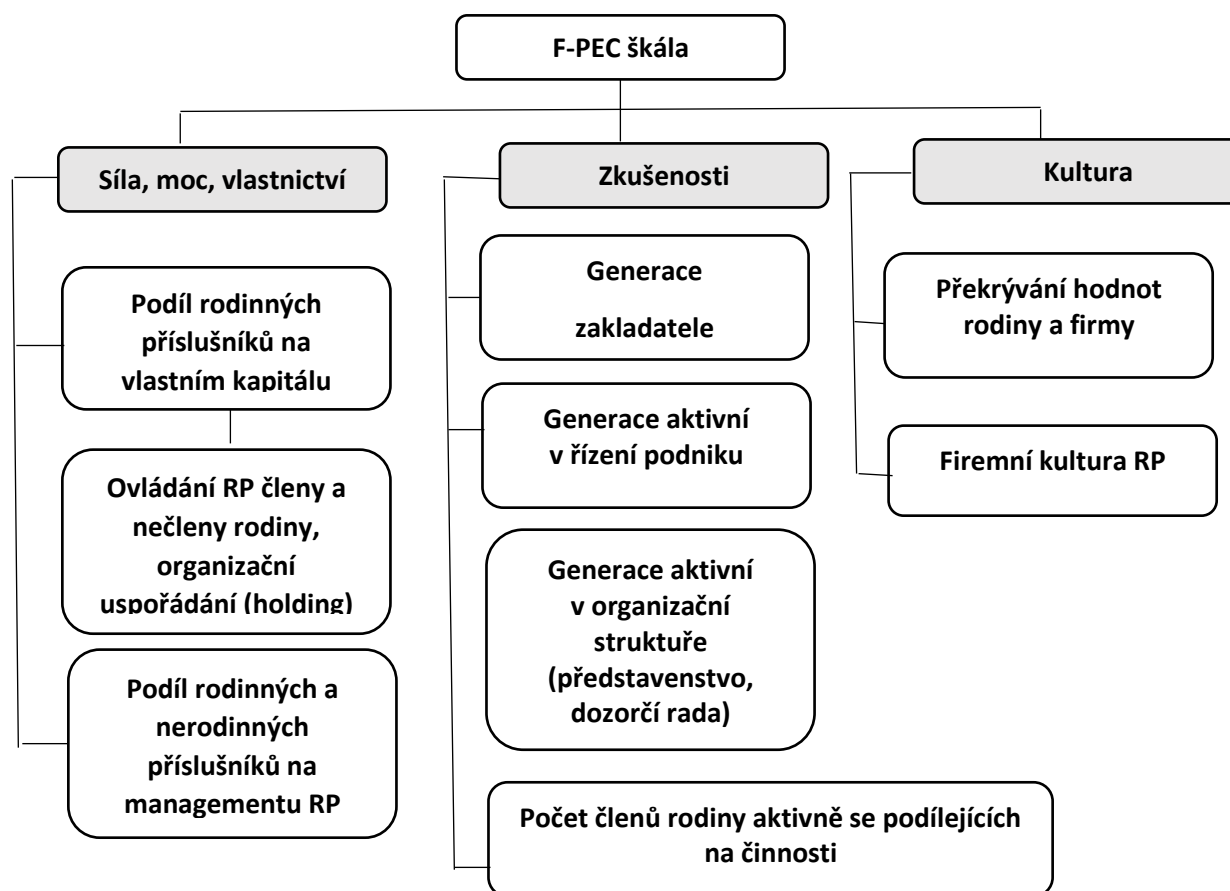 F-PEC škála
Síla, moc, vlastnictví
Podíl rodinných
příslušníků na
vlastním kapitálu
Ovládání RP členy a
nečleny rodiny,
organizační
uspořádání (holding)
Podíl rodinných a
nerodinných
příslušníků na
managementu RP
Zkušenosti
Generace
zakladatele
Generace aktivní
v řízení podniku
Generace aktivní
v organizační
struktuře
(představenstvo,
dozorčí rada)
Počet členů rodiny aktivně se podílejících
na činnosti
Kultura
Překrývání hodnot
rodiny a firmy
Firemní kultura RP